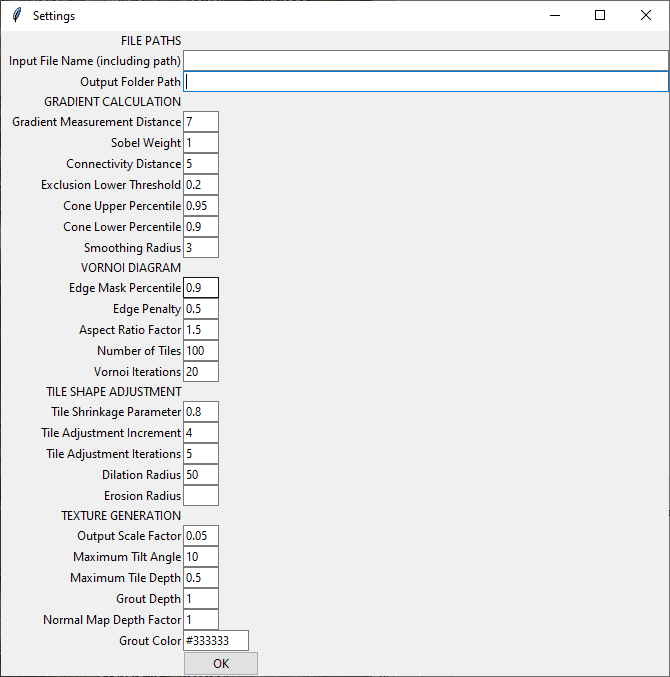 Settings
FILE PATHS
Input File Name (including path)
Output Folder Path
GRADIENT CALCULATION
Gradient Measurement Distance 7
Sobel Weight 1
Connectivity Distance 5
Exclusion Lower Threshold 0.2
Cone Upper Percentile 0.95
Cone Lower Percentile 0.9
Smoothing Radius 3
VORNOI DIAGRAM
Edge Mask Percentile 0.9
Edge Penalty 0.5
Aspect Ratio Factor 1.5
Number of Tiles 100
Vornoi Iterations 20
TILE SHAPE ADJUSTMENT
Tile Shrinkage Parameter 0.8
Tile Adjustment Increment 4
Tile Adjustment Iterations 5
Dilation Radius 50
Erosion Radius
TEXTURE GENERATION
Output Scale Factor 0.05
Maximum Tilt Angle 10
Maximum Tile Depth 0.5
Grout Depth 1
Normal Map Depth Factor 1
Grout Color #333333
OK